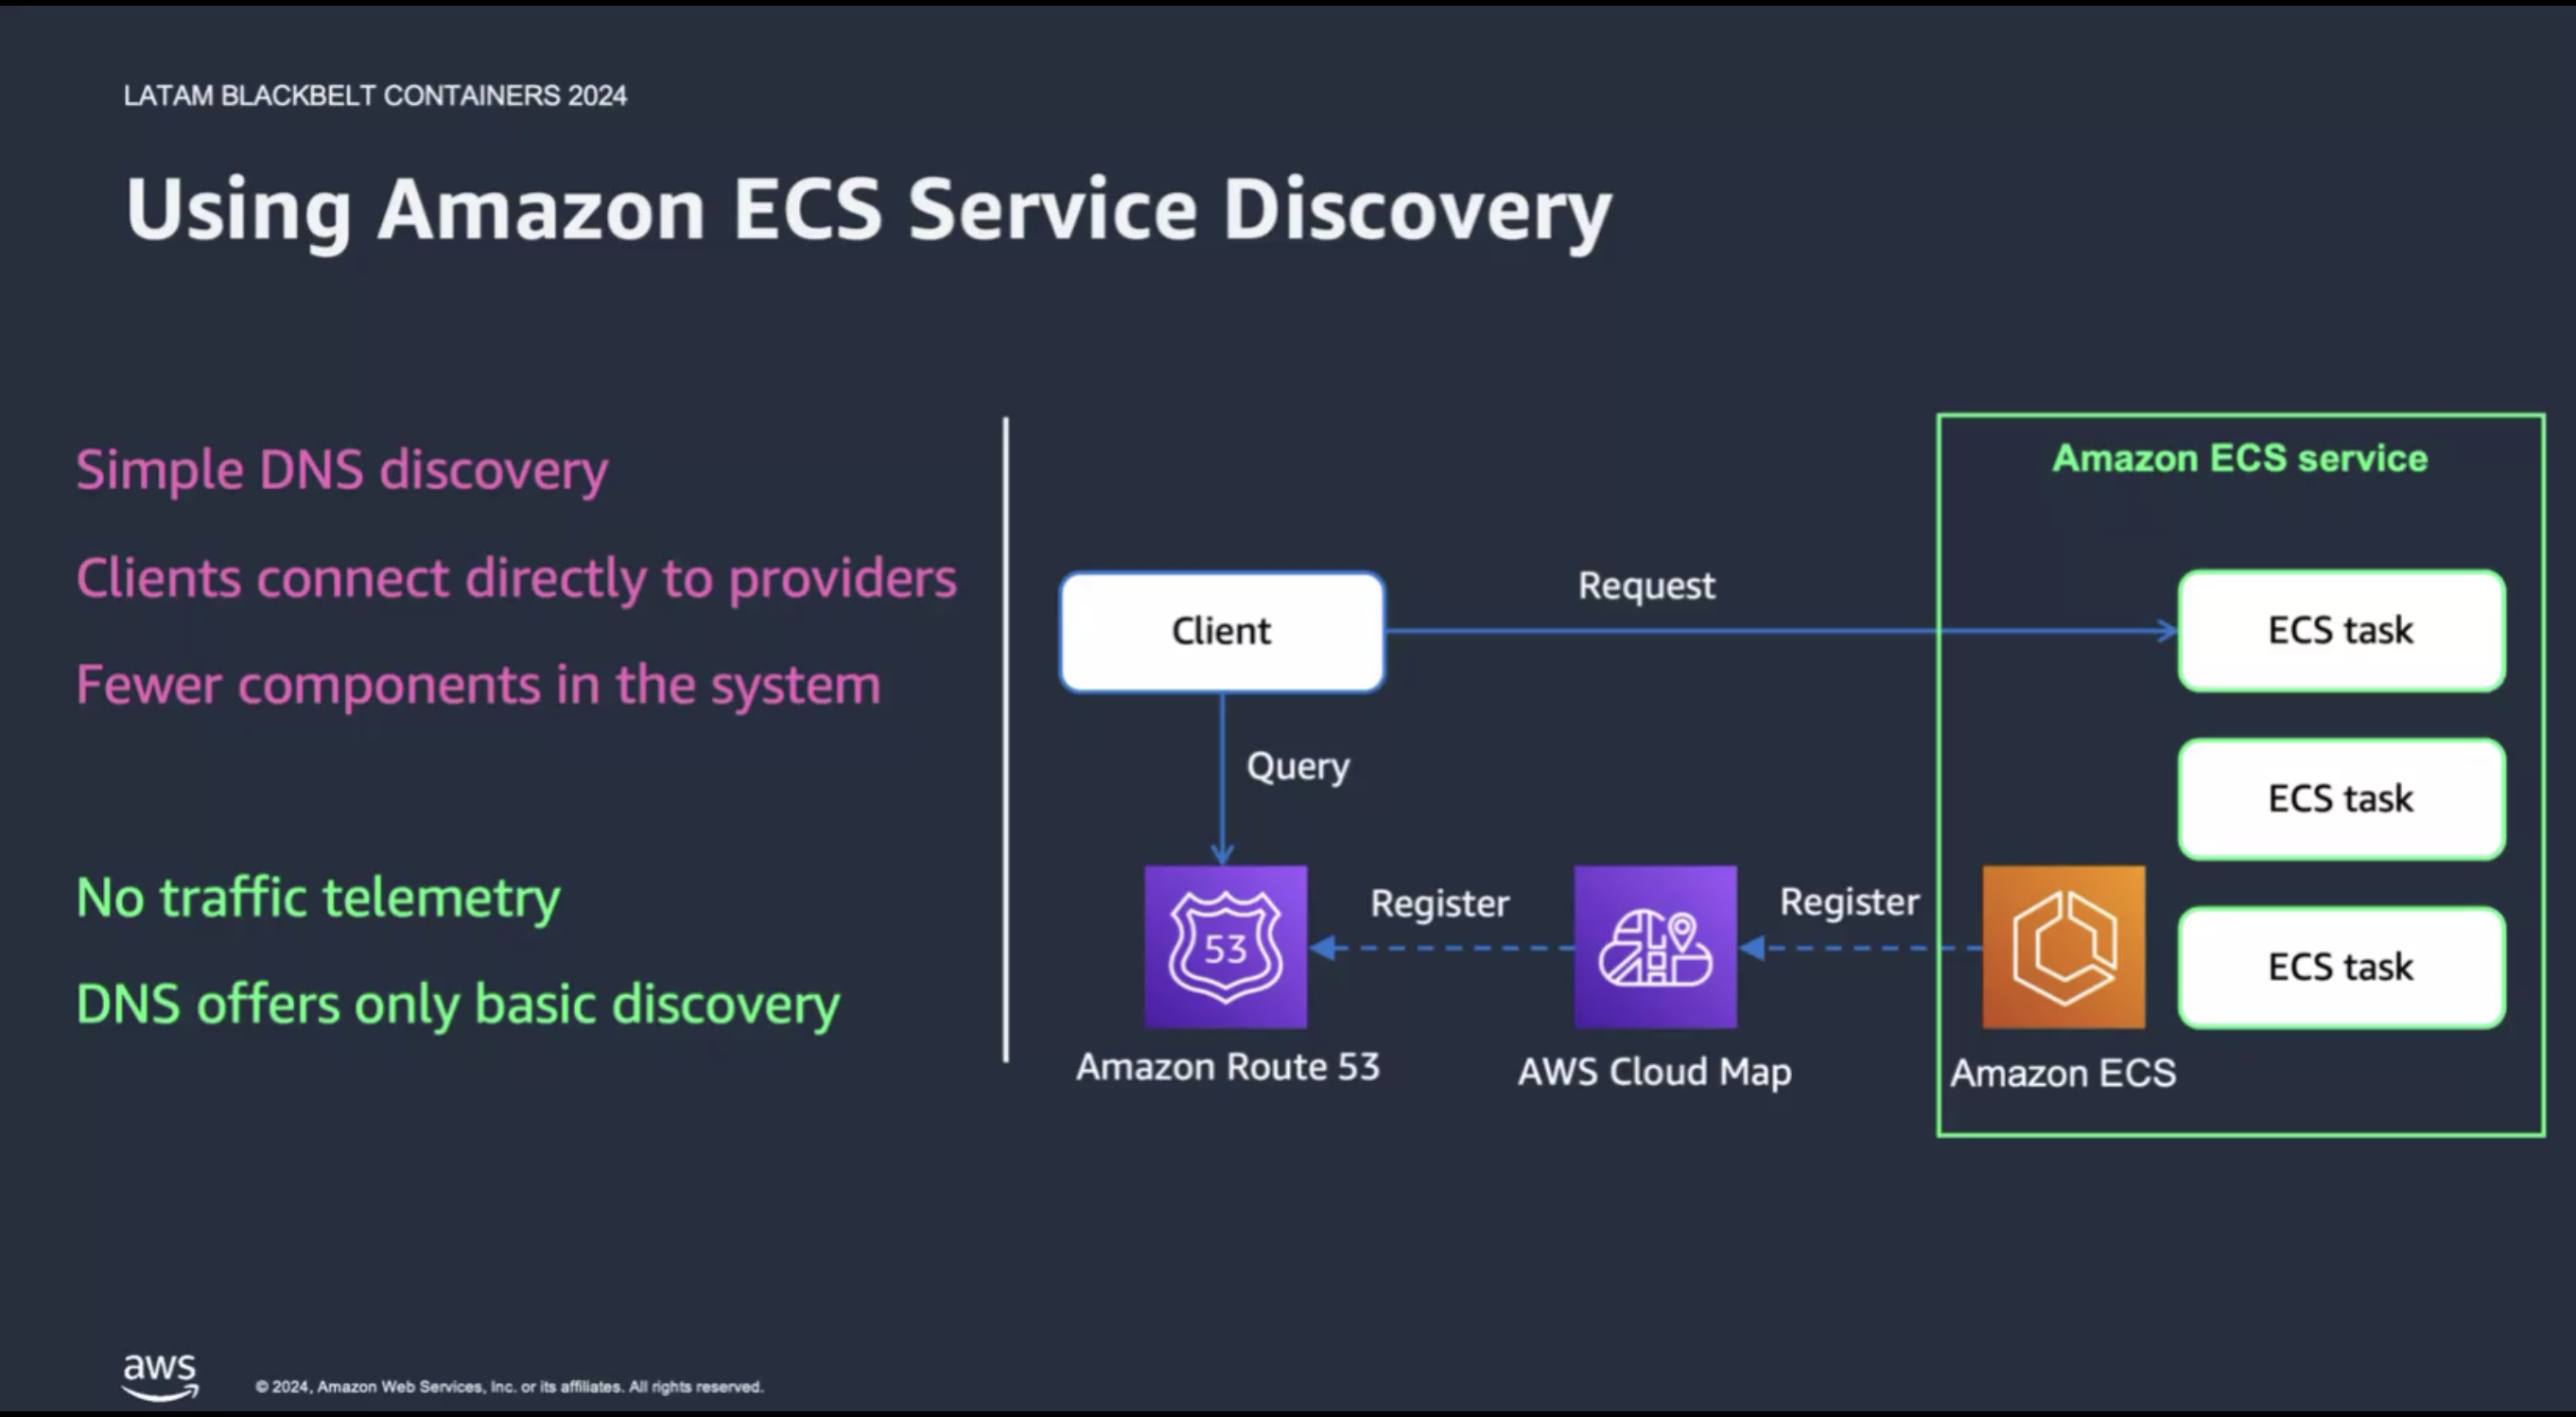 LATAM BLACKBELT CONTAINERS 2024
Using Amazon ECS Service Discovery
Simple DNS discovery
Clients connect directly to providers
Fewer components in the system
No traffic telemetry
DNS offers only basic discovery
Amazon ECS service
Client
Request
ECS task
Query
ECS task
53
Register
Register
ECS task
Amazon Route 53
AWS Cloud Map
Amazon ECS
aws
© 2024, Amazon Web Services, Inc. or its affiliates. All rights reserved.